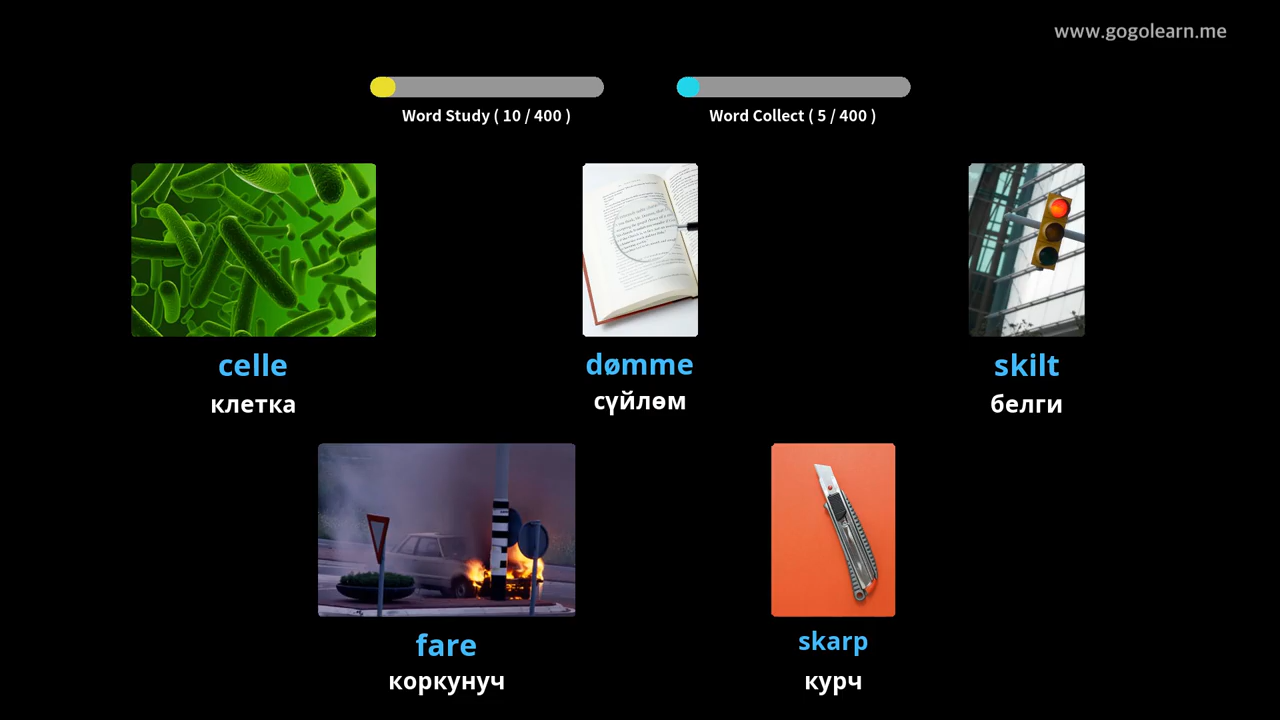 www.gogolearn.me
Word Study ( 10 / 400 )
Word Collect ( 5 / 400 )
celle
клетка
dømme
сүйлөм
skilt
белги
fare
коркунуч
skarp
курч